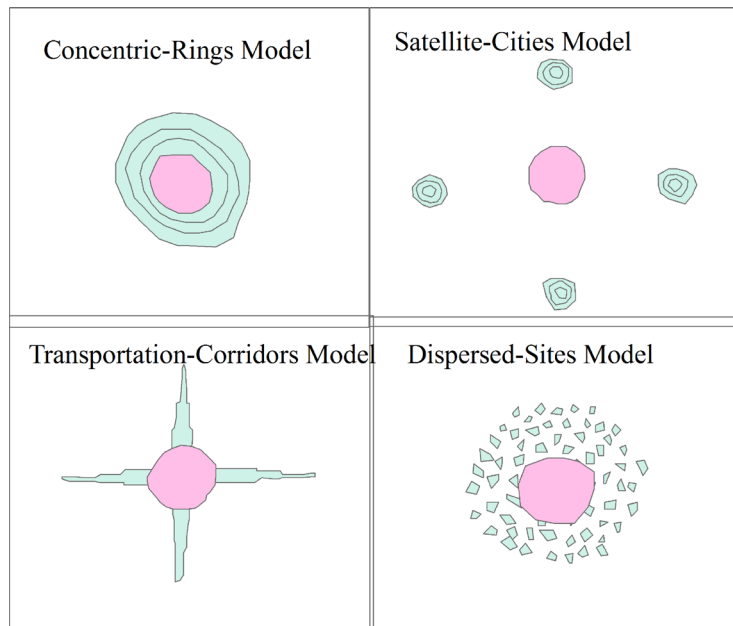 Concentric-Rings Model
Satellite-Cities Model
Transportation-Corridors Model
Dispersed-Sites Model